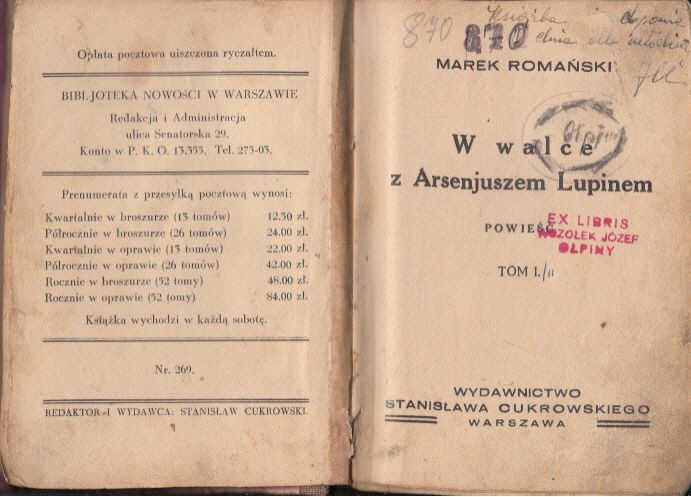 Opłata pocztowa uiszczona ryczałtem.
BIBLJOTEKA NOWOŚCI W WARSZAWIE
Redakcja i Administracja
ulica Senatorska 29.
Konto w P. K. O. 13.333. Tel. 273-03.
Prenumerata z przesyłką pocztową wynosi:
Kwartalnie w broszurze (13 tomów) 12.50 zł.
Półrocznie w broszurze (26 tomów) 24.00 zł.
Kwartalnie w oprawie (13 tomów) 22.00 zł.
Półrocznie w oprawie (26 tomów) 42.00 zł.
Rocznie w broszurze (52 tomy) 48.00 zł.
Rocznie w oprawie (52 tomy) 84.00 zł.
Książka wychodzi w każdą sobotę.
Nr. 269.
REDAKTOR I WYDAWCA: STANISŁAW CUKROWSKI.
870 870
Książka
dnia
MAREK ROMAŃSKI
W walce
z Arsenjuszem Lupinem
POWIEŚĆ
EX LIBRIS
WSZOŁEK JÓZEF
OŁPINY
TOM I./II
WYDAWNICTWO
STANISŁAWA CUKROWSKIEGO
WARSZAWA